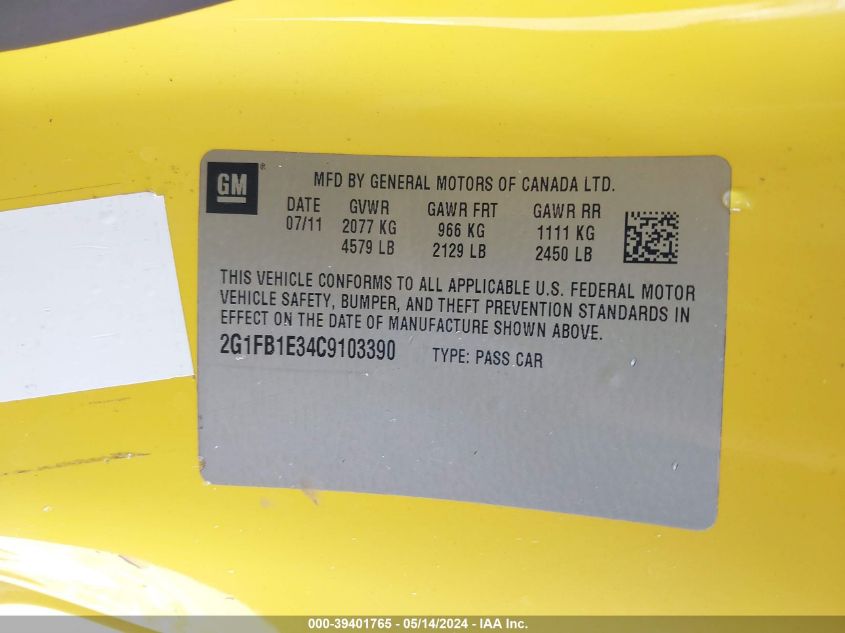 GM ® MFD BY GENERAL MOTORS OF CANADA LTD.
DATE GVWR GAWR FRT GAWR RR
07/11 2077 KG 966 KG 1111 KG
4579 LB 2129 LB 2450 LB
THIS VEHICLE CONFORMS TO ALL APPLICABLE U.S. FEDERAL MOTOR
VEHICLE SAFETY, BUMPER, AND THEFT PREVENTION STANDARDS IN
EFFECT ON THE DATE OF MANUFACTURE SHOWN ABOVE.
2G1FB1E34C9103390 TYPE: PASS CAR
000-39401765 - 05/14/2024 - IAA Inc.